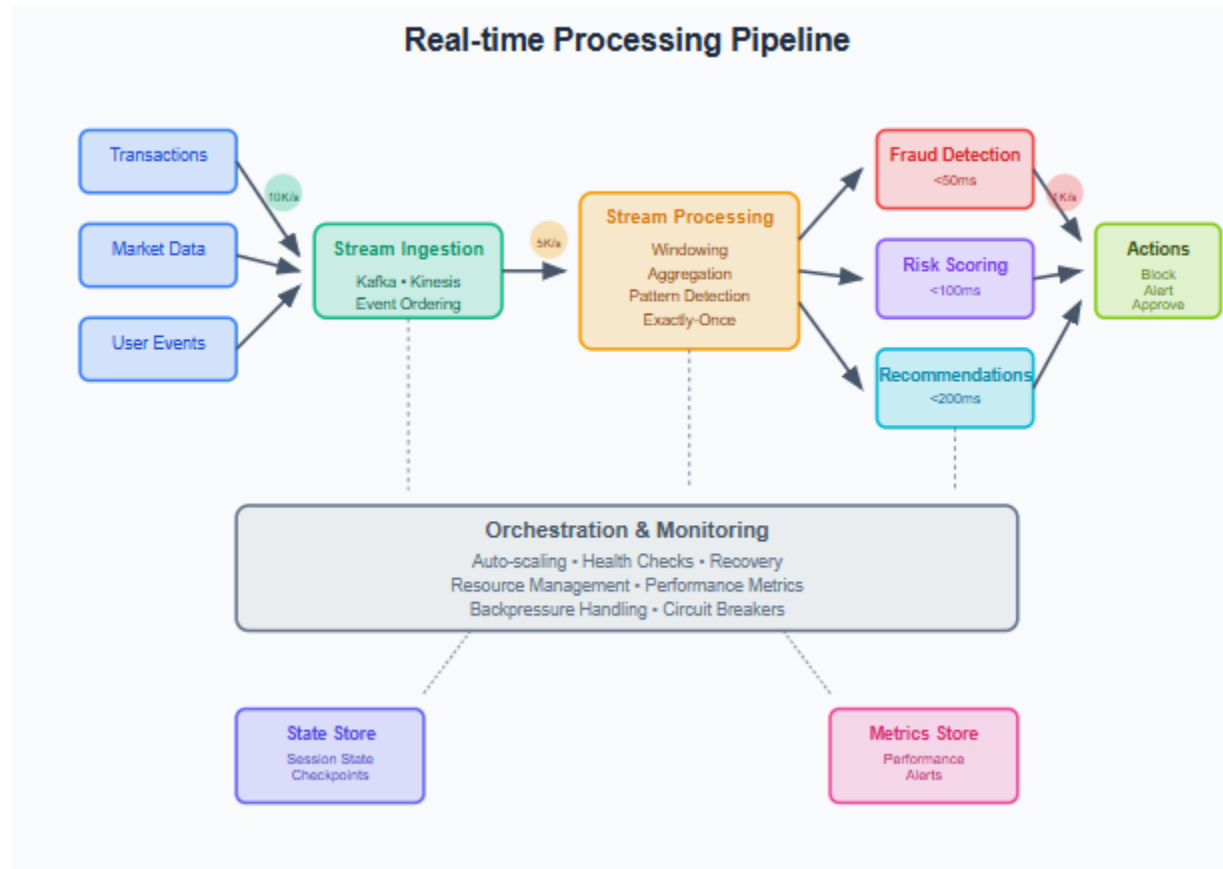 Real-time Processing Pipeline
Transactions
Market Data
User Events
10K/s
Stream Ingestion
Kafka • Kinesis
Event Ordering
5K/s
Stream Processing
Windowing
Aggregation
Pattern Detection
Exactly-Once
Fraud Detection
<50ms
Risk Scoring
<100ms
Recommendations
<200ms
1K/s
Actions
Block
Alert
Approve
Orchestration & Monitoring
Auto-scaling • Health Checks • Recovery
Resource Management • Performance Metrics
Backpressure Handling • Circuit Breakers
State Store
Session State
Checkpoints
Metrics Store
Performance
Alerts